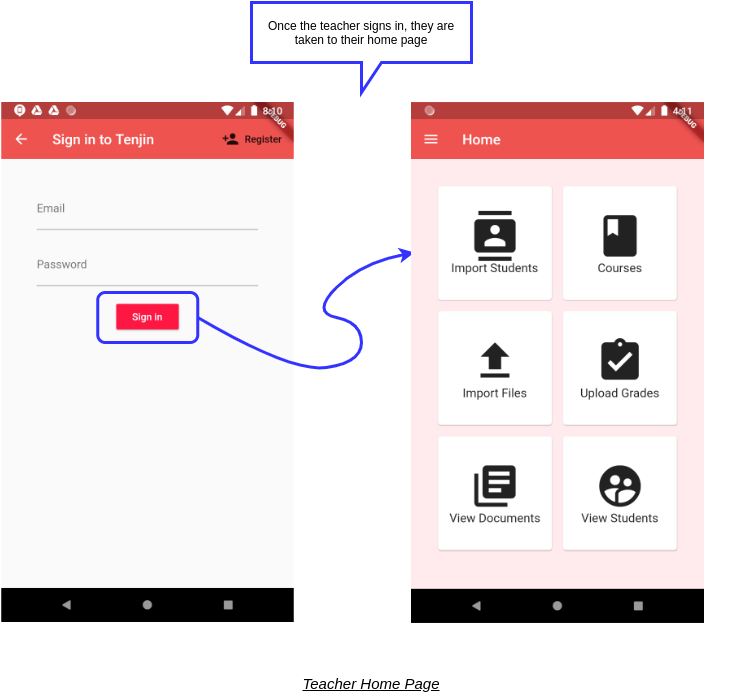 Once the teacher signs in, they are
taken to their home page
8:10
DEBUG
Sign in to Tenjin
Register
Email
Password
Sign in
4:11
DEBUG
Home
Import Students
Courses
Import Files
Upload Grades
View Documents
View Students
Teacher Home Page